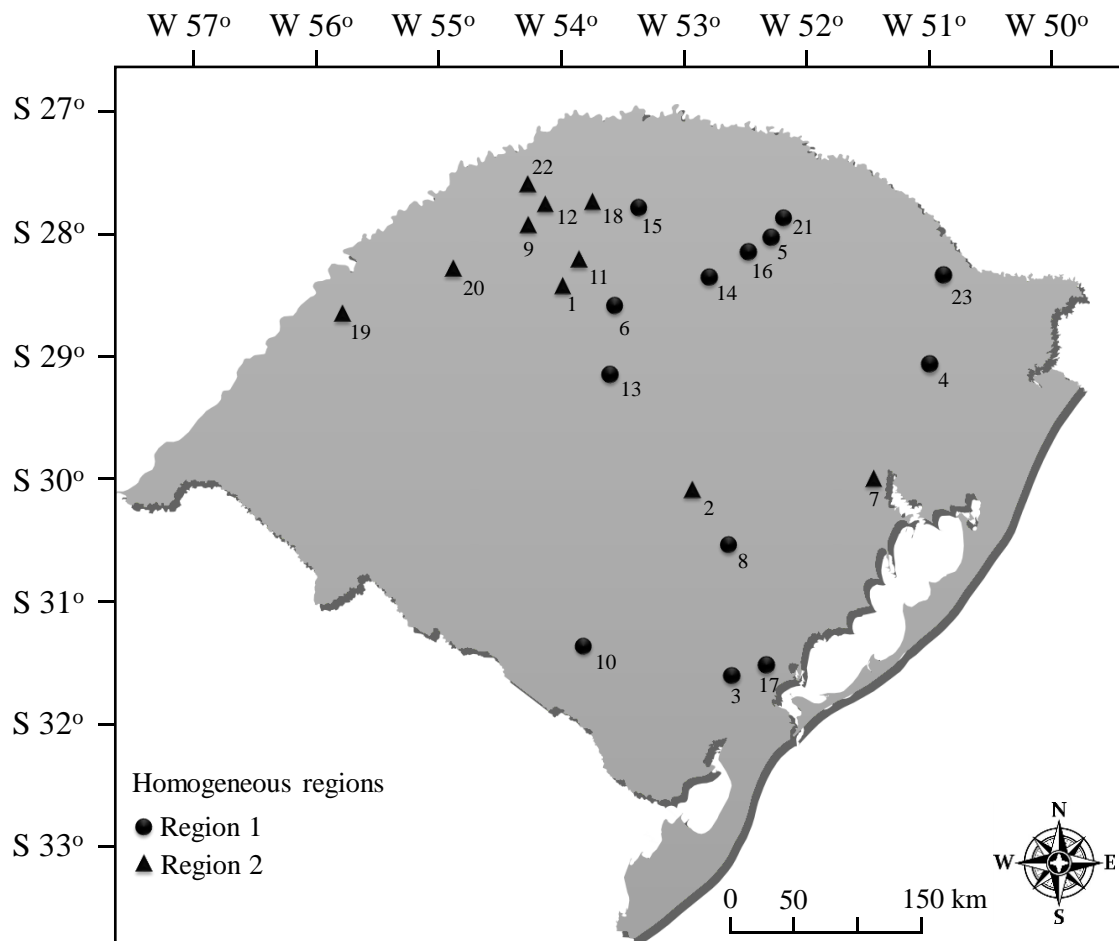 W 57º W 56º W 55º W 54º W 53º W 52º W 51º W 50º
S 27º
S 28º
S 29º
S 30º
S 31º
S 32º
S 33º
22
12
18
15
21
9
5
16
20
11
14
23
1
19
6
4
13
2
7
8
10
3
17
Homogeneous regions
Region 1
Region 2
0 50 150 km
N
W E
S